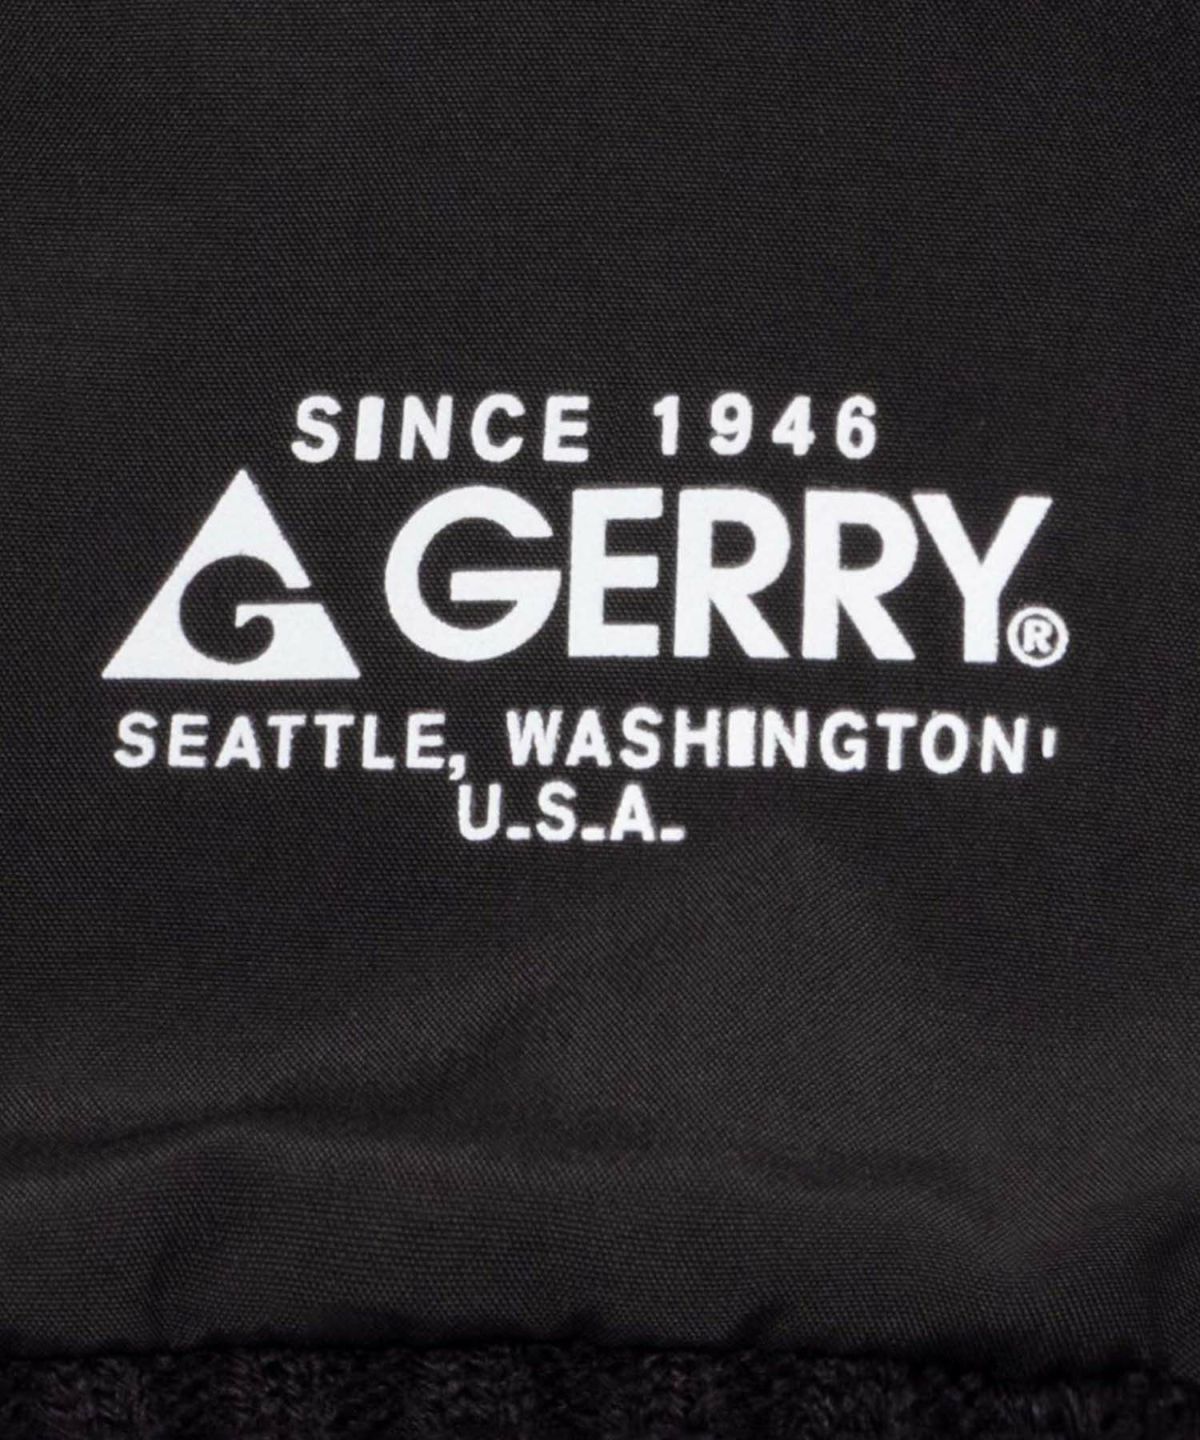 SINCE 1946
G GERRY®
SEATTLE, WASHINGTON'
U.S.A.